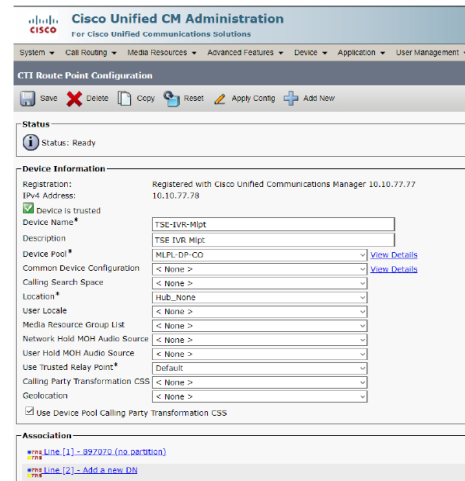 cisco
Cisco Unified CM Administration
For Cisco Unified Communications Solutions
System Call Routing Media Resources Advanced Features Device Application User Management
CTI Route Point Configuration
Save Delete Copy Reset Apply Config Add New
Status
Status: Ready
Device Information
Registration: Registered with Cisco Unified Communications Manager 10.10.77.77
IPv4 Address: 10.10.77.78
Device is trusted
Device Name* TSE-IVR-Mlpt
Description TSE IVR Mlpt
Device Pool* MLPL-DP-CO View Details
Common Device Configuration < None > View Details
Calling Search Space < None >
Location* Hub_None
User Locale < None >
Media Resource Group List < None >
Network Hold MOH Audio Source < None >
User Hold MOH Audio Source < None >
Use Trusted Relay Point* Default
Calling Party Transformation CSS < None >
Geolocation < None >
Use Device Pool Calling Party Transformation CSS
Association
Line [1] - 897070 (no partition)
Line [2] - Add a new DN